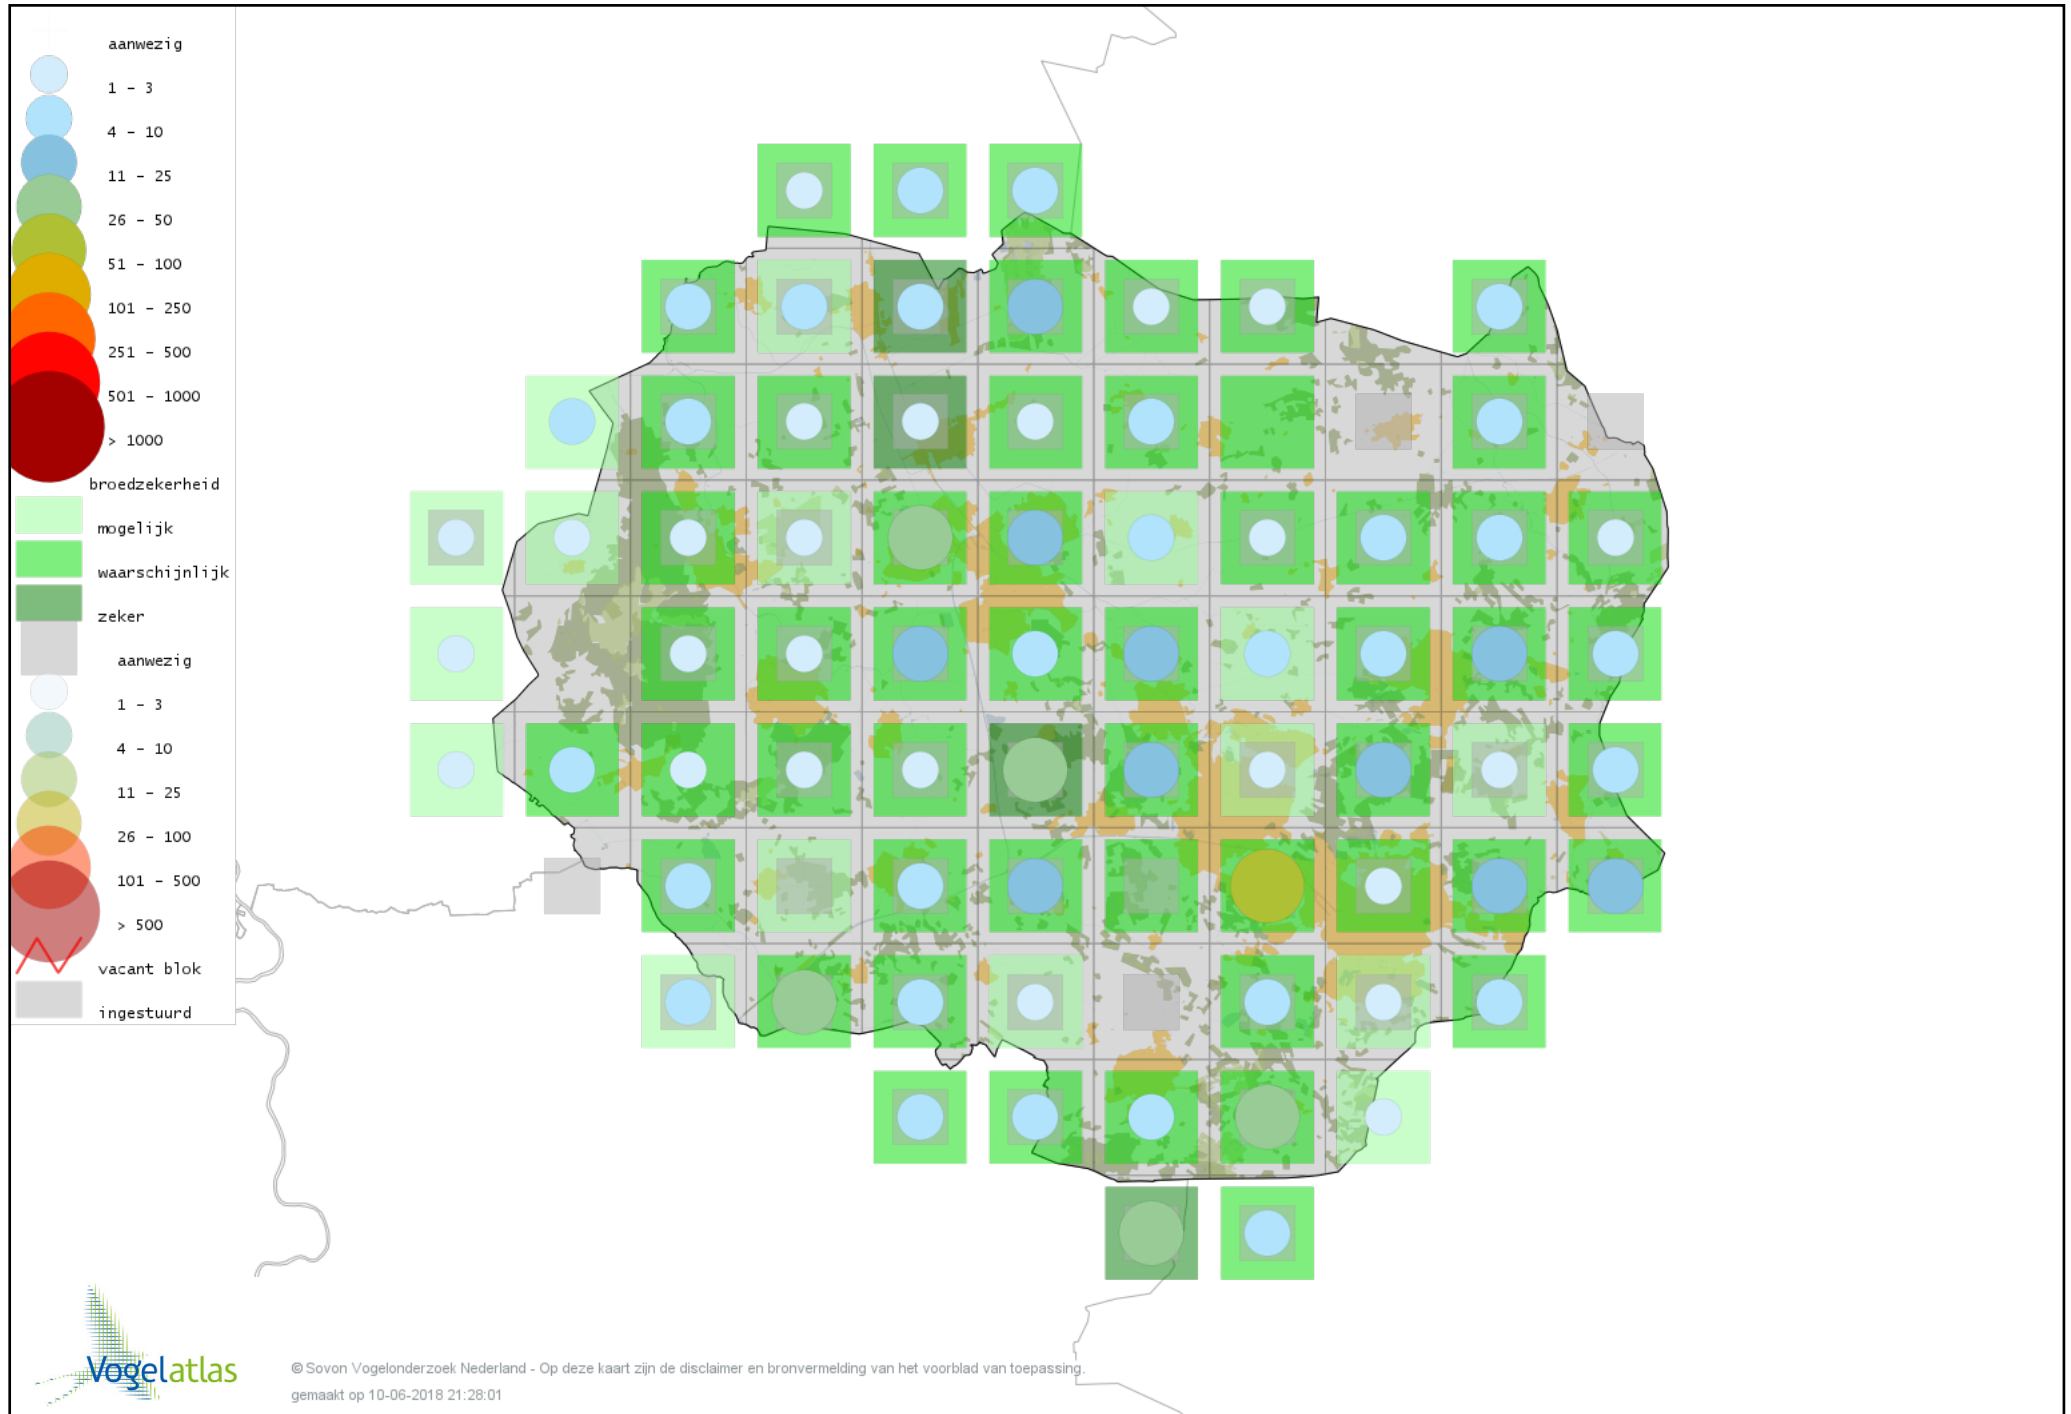 aanwezig
1 - 3
4 - 10
11 - 25
26 - 50
51 - 100
101 - 250
251 - 500
501 - 1000
> 1000
broedzekerheid
mogelijk
waarschijnlijk
zeker
aanwezig
1 - 3
4 - 10
11 - 25
26 - 100
101 - 500
> 500
vacant blok
ingestuurd
Vogelatlas
© Sovon Vogelonderzoek Nederland - Op deze kaart zijn de disclaimer en bronvermelding van het voorblad van toepassing.
gemaakt op 10-06-2018 21:28:01